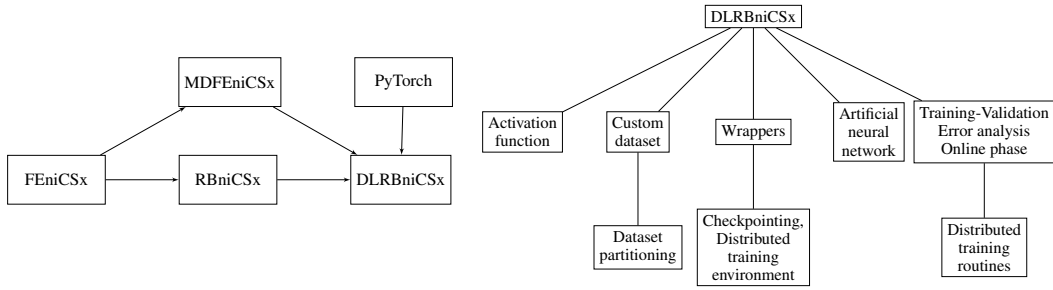 MDFEniCSx
PyTorch
FEniCSx
RBniCSx
DLRBniCSx
DLRBniCSx
Activation
function
Custom
dataset
Wrappers
Artificial
neural
network
Training-Validation
Error analysis
Online phase
Dataset
partitioning
Checkpointing,
Distributed
training
environment
Distributed
training
routines